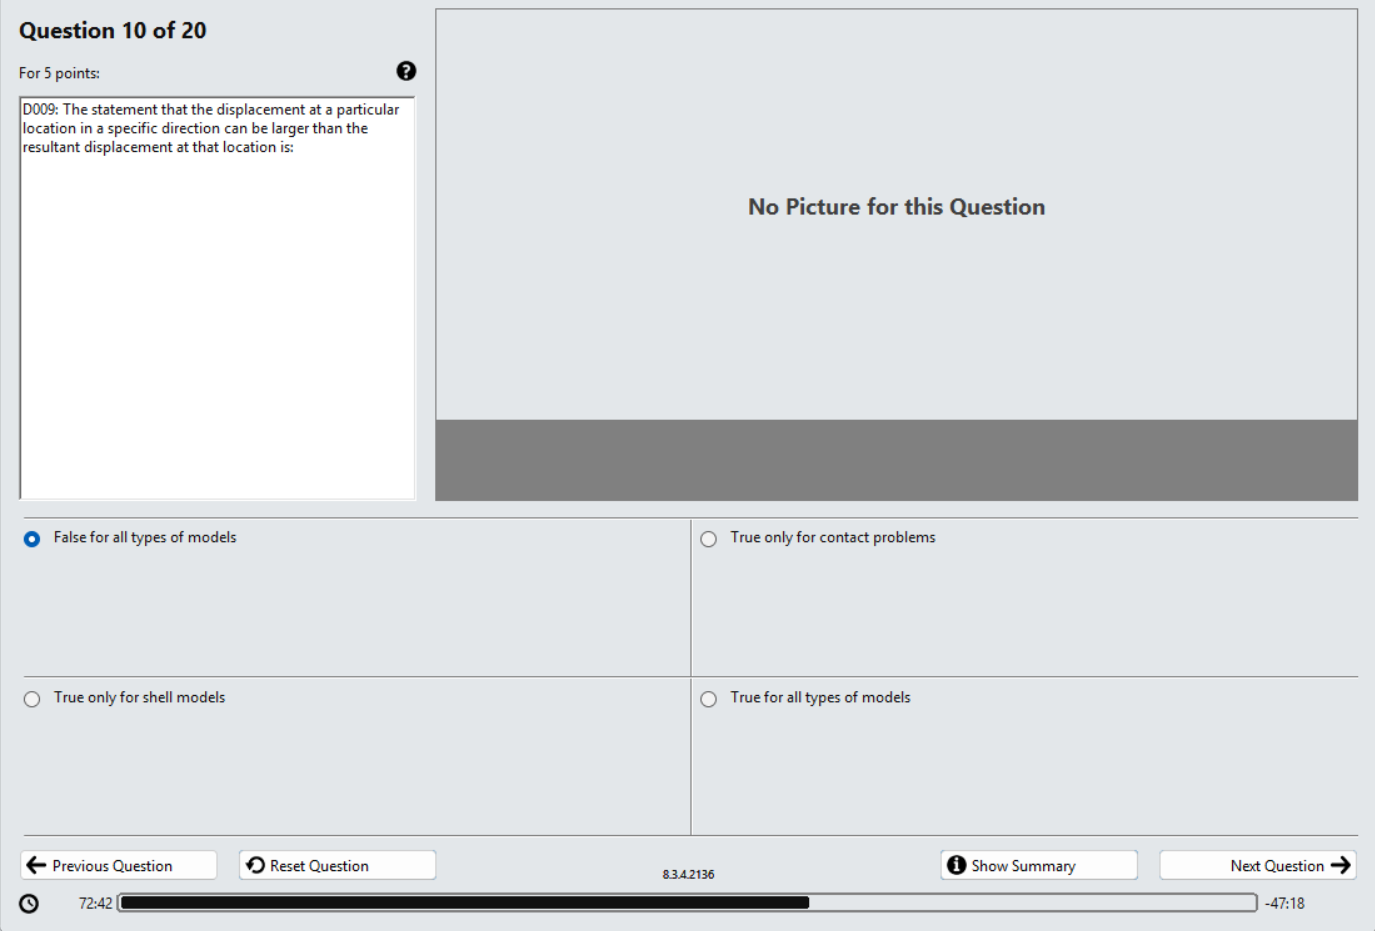 Question 10 of 20
For 5 points:
?
D009: The statement that the displacement at a particular
location in a specific direction can be larger than the
resultant displacement at that location is:
No Picture for this Question
False for all types of models
True only for contact problems
True only for shell models
True for all types of models
Previous Question
Reset Question
8.3.4.2136
Show Summary
Next Question
72:42
-47:18